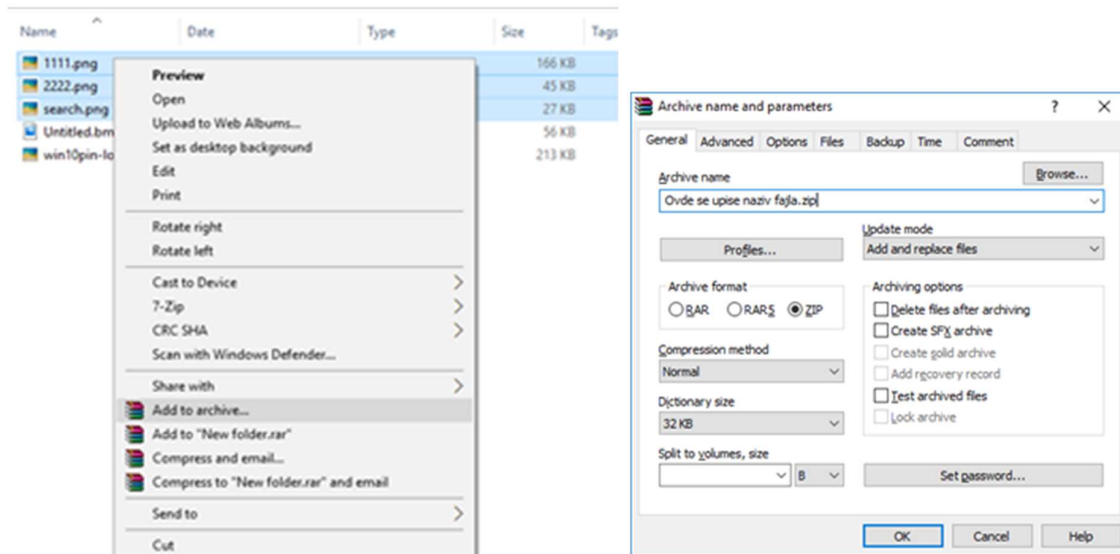 Name Date Type Size Tags
1111.png 166 KB
2222.png 45 KB
search.png 27 KB
Untitled.bm 56 KB
win10pin-lo 213 KB
Preview
Open
Upload to Web Albums...
Set as desktop background
Edit
Print
Rotate right
Rotate left
Cast to Device
7-Zip
CRC SHA
Scan with Windows Defender...
Share with
Add to archive...
Add to "New folder.rar"
Compress and email...
Compress to "New folder.rar" and email
Send to
Cut
Archive name and parameters ? X
General Advanced Options Files Backup Time Comment
Archive name
Browse...
Ovde se upise naziv fajla.zip
Profiles...
Update mode
Add and replace files
Archive format
RAR RAR5 ZIP
Compression method
Normal
Dictionary size
32 KB
Split to volumes, size
B
Archiving options
Delete files after archiving
Create SFX archive
Create solid archive
Add recovery record
Test archived files
Lock archive
Set password...
OK Cancel Help